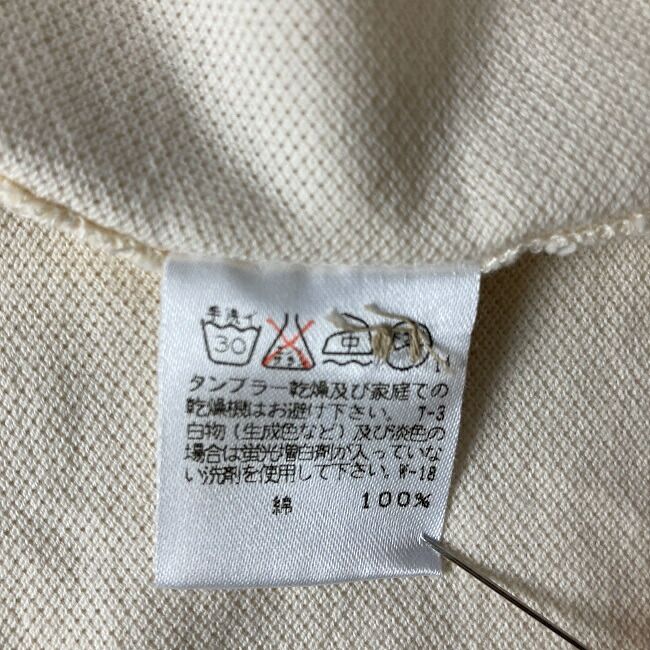 手洗イ
30 中
タンブラー乾燥及び家庭での
乾燥機はお避け下さい。 T-3
白物(生成色など)及び淡色の
場合は蛍光増白剤が入っていな
い洗剤を使用して下さい。W-18
綿 100%